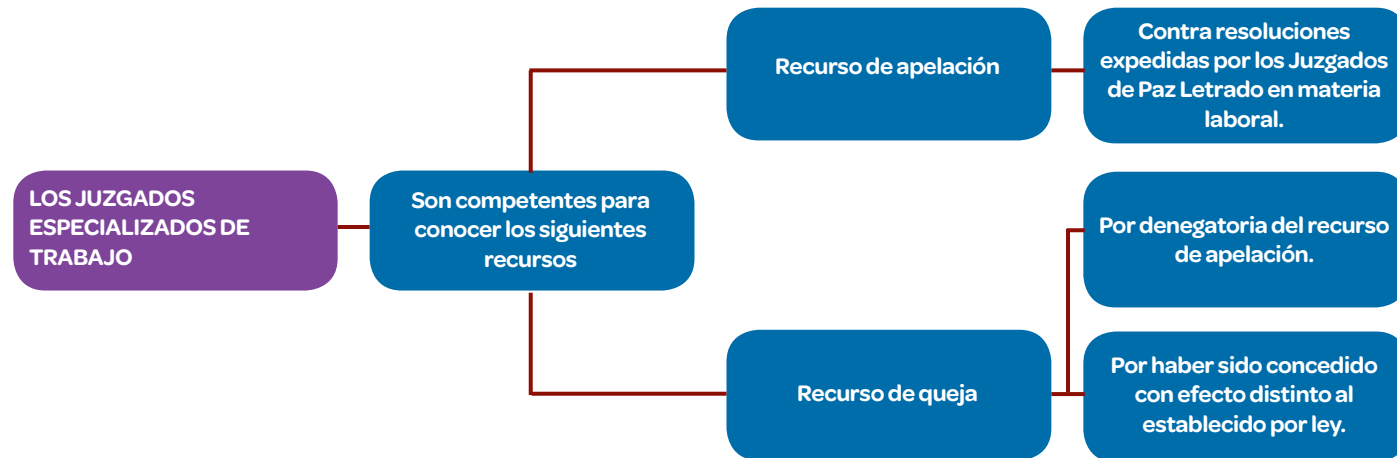 LOS JUZGADOS
ESPECIALIZADOS DE
TRABAJO
Son competentes para
conocer los siguientes
recursos
Recurso de apelación
Contra resoluciones
expedidas por los Juzgados
de Paz Letrado en materia
laboral.
Recurso de queja
Por denegatoria del recurso
de apelación.
Por haber sido concedido
con efecto distinto al
establecido por ley.